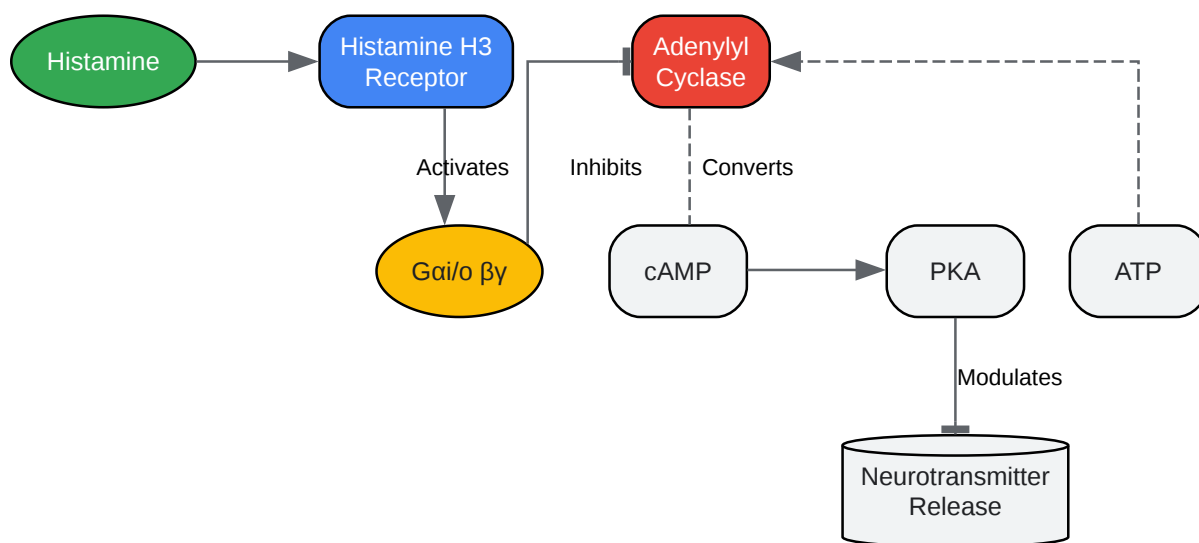 Histamine
Histamine H3
Receptor
Adenylyl
Cyclase
Activates
Inhibits
Converts
Gαi/o βγ
cAMP
PKA
ATP
Modulates
Neurotransmitter
Release